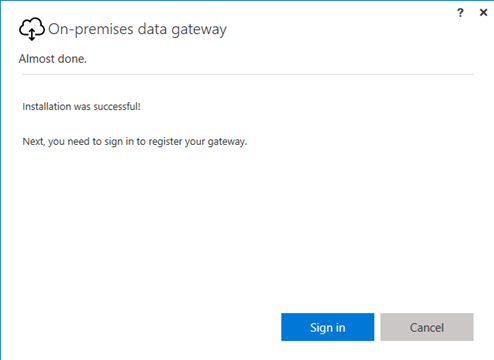 ?
On-premises data gateway
Almost done.
Installation was successful!
Next, you need to sign in to register your gateway.
Sign in
Cancel